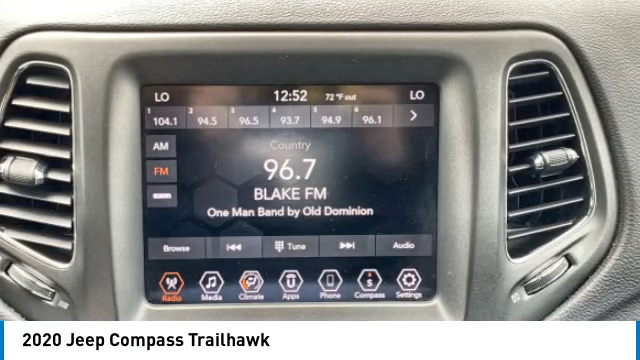 LO 12:52 72 °F out LO
1 2 3 4 5 6
104.1 94.5 96.5 93.7 94.9 96.1
AM
Country
FM
96.7
BLAKE FM
One Man Band by Old Dominion
Browse Tune Audio
Radio Media Climate Apps Phone Compass Settings
2020 Jeep Compass Trailhawk